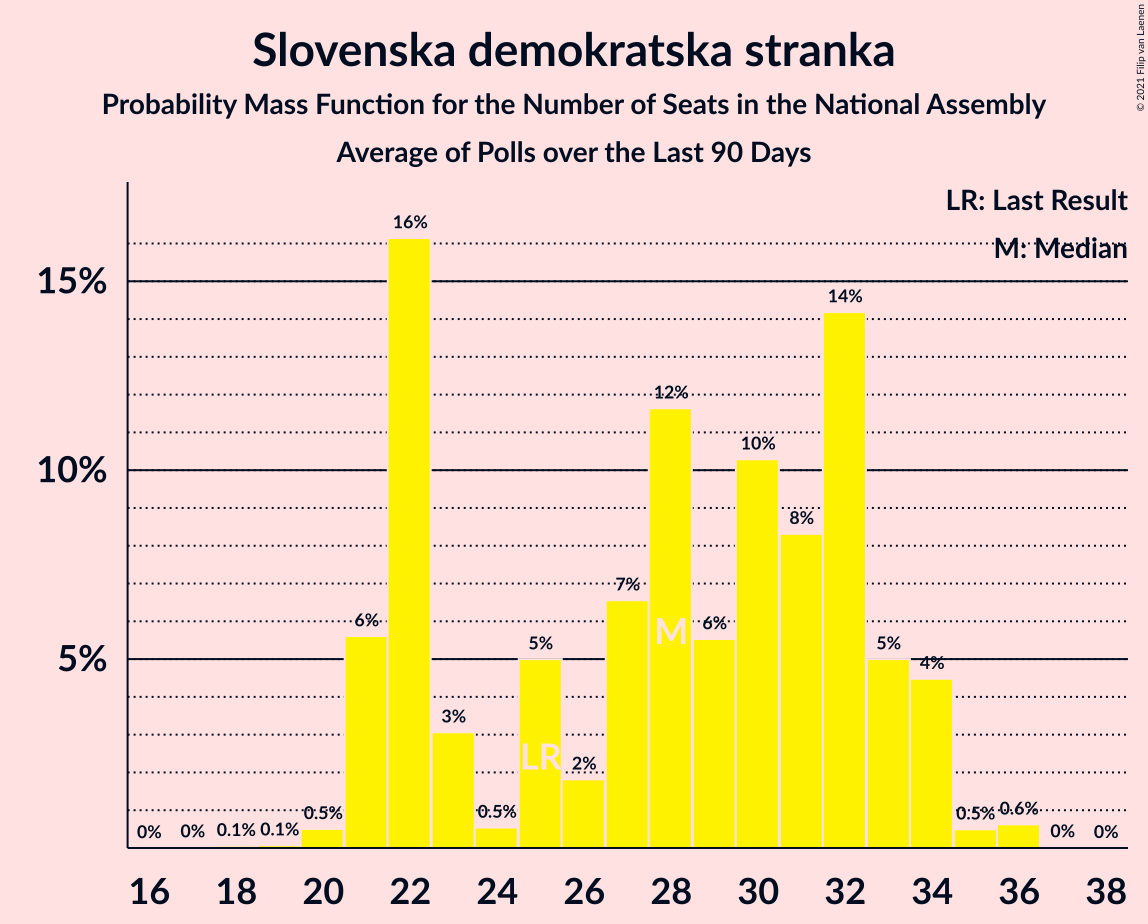 Slovenska demokratska stranka
Probability Mass Function for the Number of Seats in the National Assembly
Average of Polls over the Last 90 Days
© 2021 Filip van Laenen
LR: Last Result
M: Median
15%
10%
5%
0%
0%
0.1%
0.1%
0.5%
6%
16%
3%
0.5%
5%
2%
7%
12%
6%
10%
8%
14%
5%
4%
0.5%
0.6%
0%
0%
LR
M
16 18 20 22 24 26 28 30 32 34 36 38